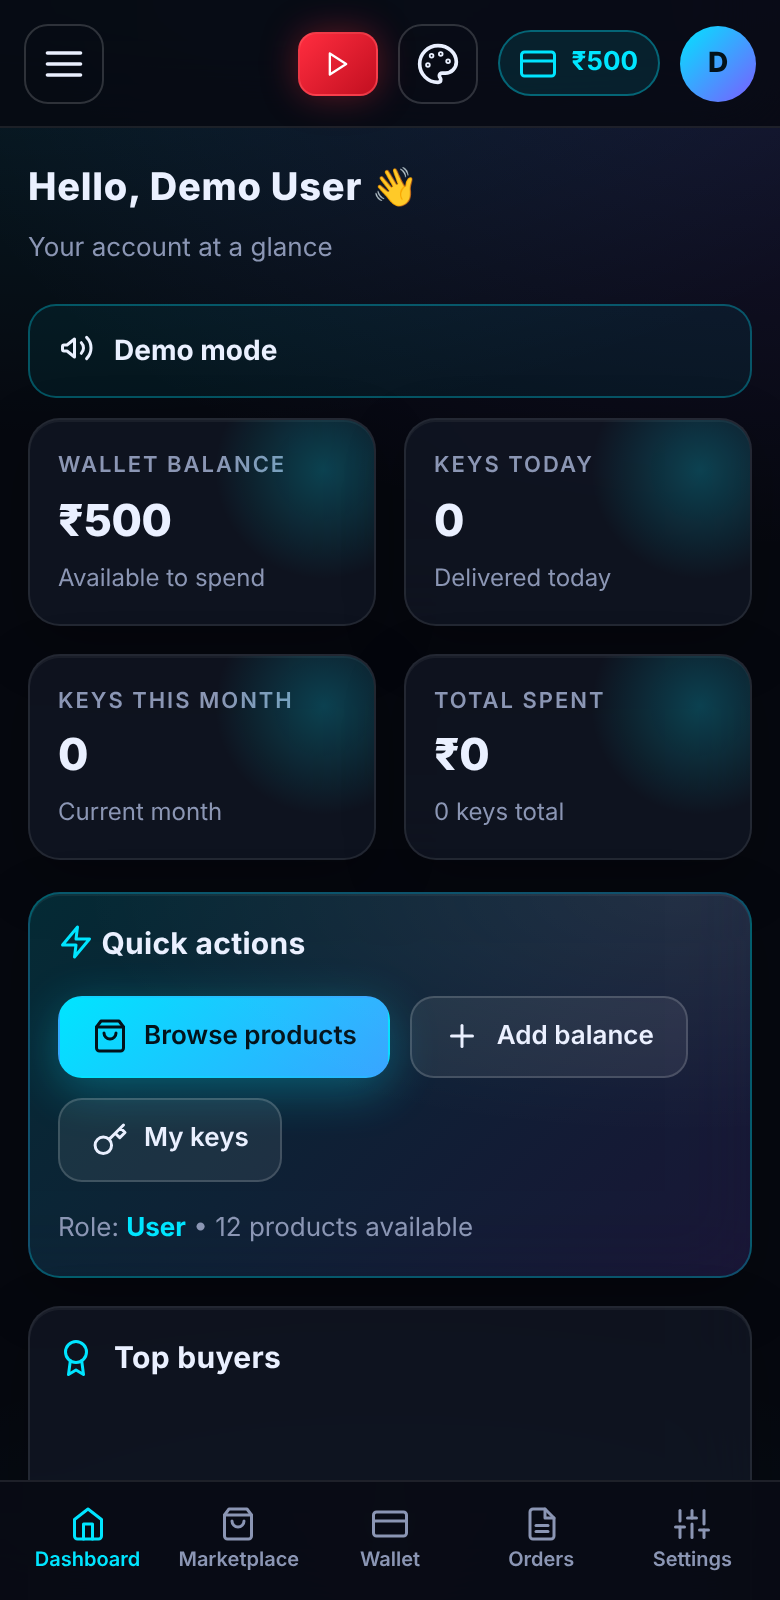 ₹500
D
Hello, Demo User 👋
Your account at a glance
Demo mode
WALLET BALANCE
₹500
Available to spend
KEYS TODAY
0
Delivered today
KEYS THIS MONTH
0
Current month
TOTAL SPENT
₹0
0 keys total
Quick actions
Browse products
Add balance
My keys
Role: User • 12 products available
Top buyers
Dashboard
Marketplace
Wallet
Orders
Settings